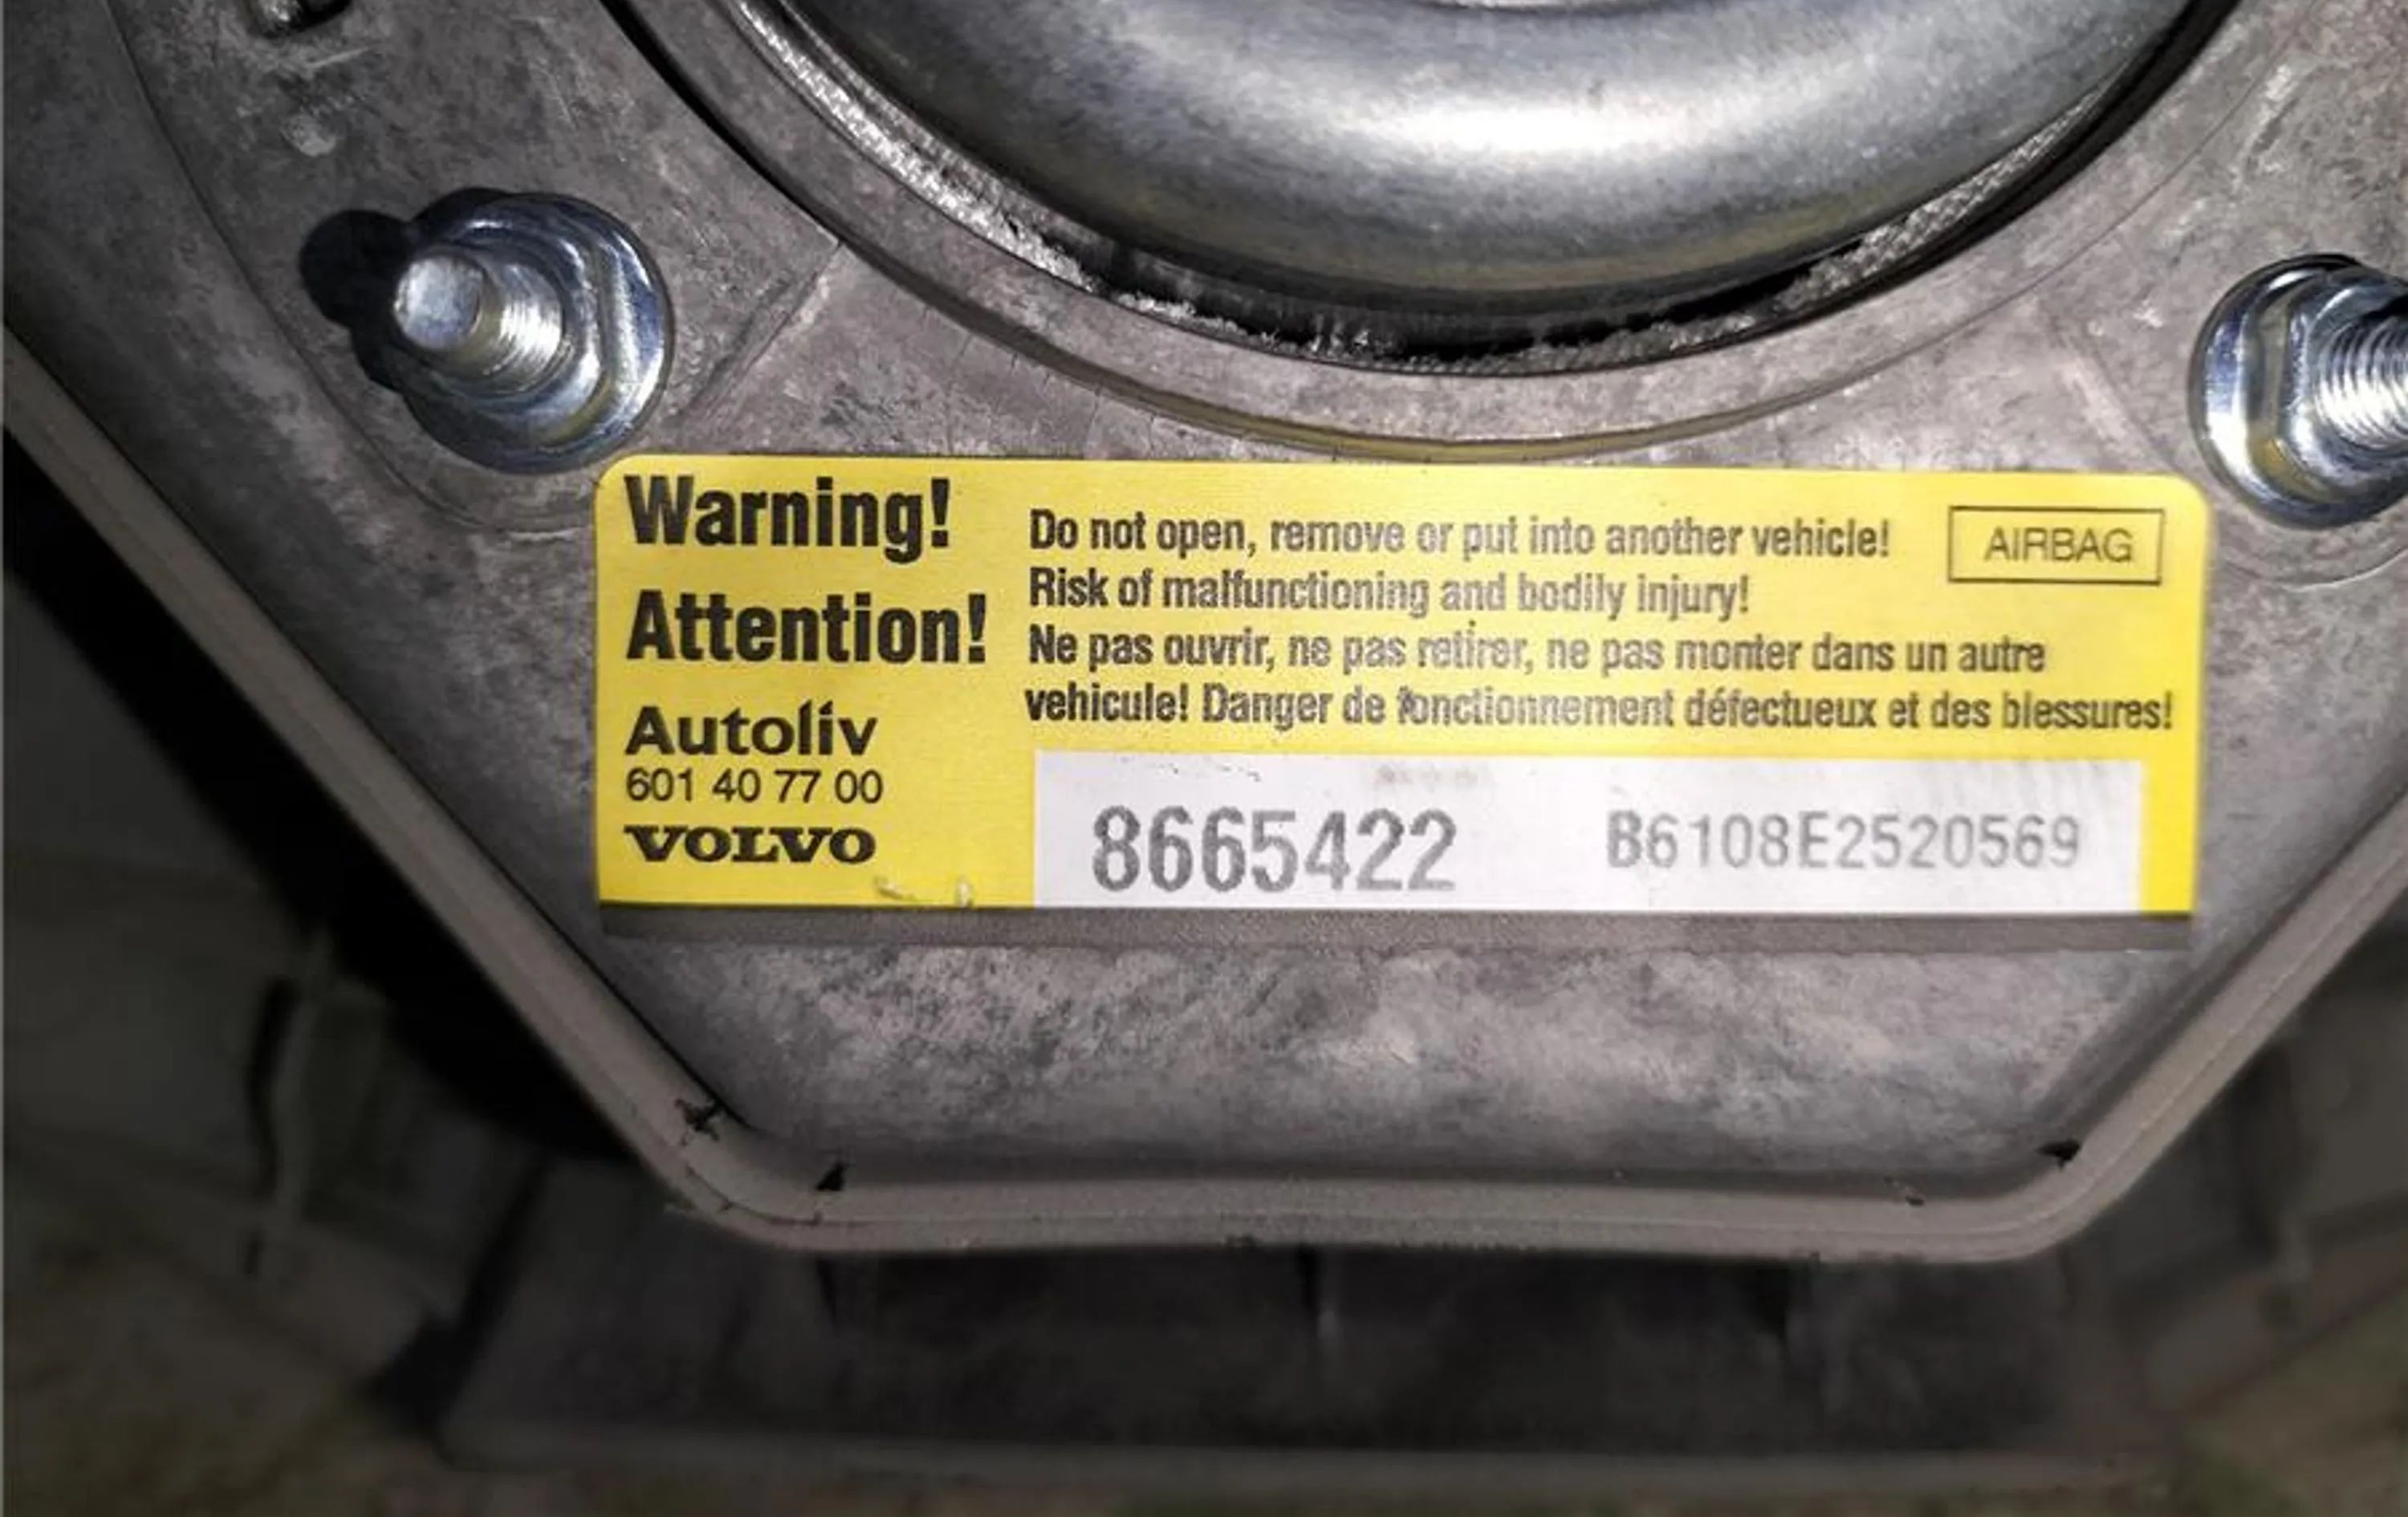 Warning!
Attention!
Autoliv
601 40 77 00
VOLVO
Do not open, remove or put into another vehicle!
Risk of malfunctioning and bodily injury!
Ne pas ouvrir, ne pas retirer, ne pas monter dans un autre
vehicule! Danger de fonctionnement défectueux et des blessures!
AIRBAG
8665422
B6108E2520569